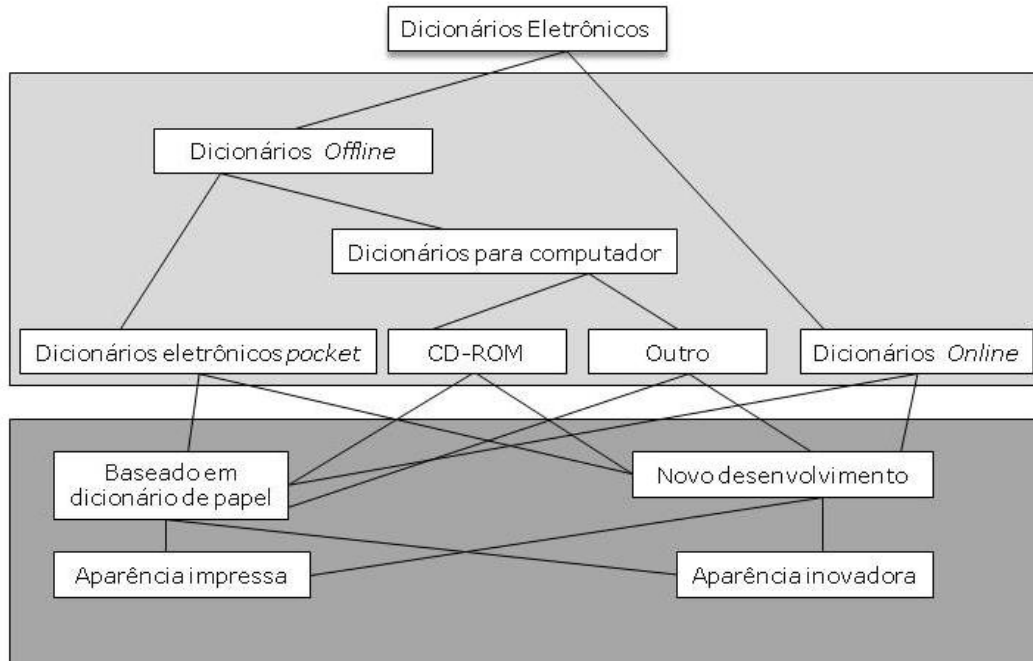 Dicionários Eletrônicos
Dicionários Offline
Dicionários para computador
Dicionários eletrônicos pocket
CD-ROM
Outro
Dicionários Online
Baseado em
dicionário de papel
Novo desenvolvimento
Aparência impressa
Aparência inovadora